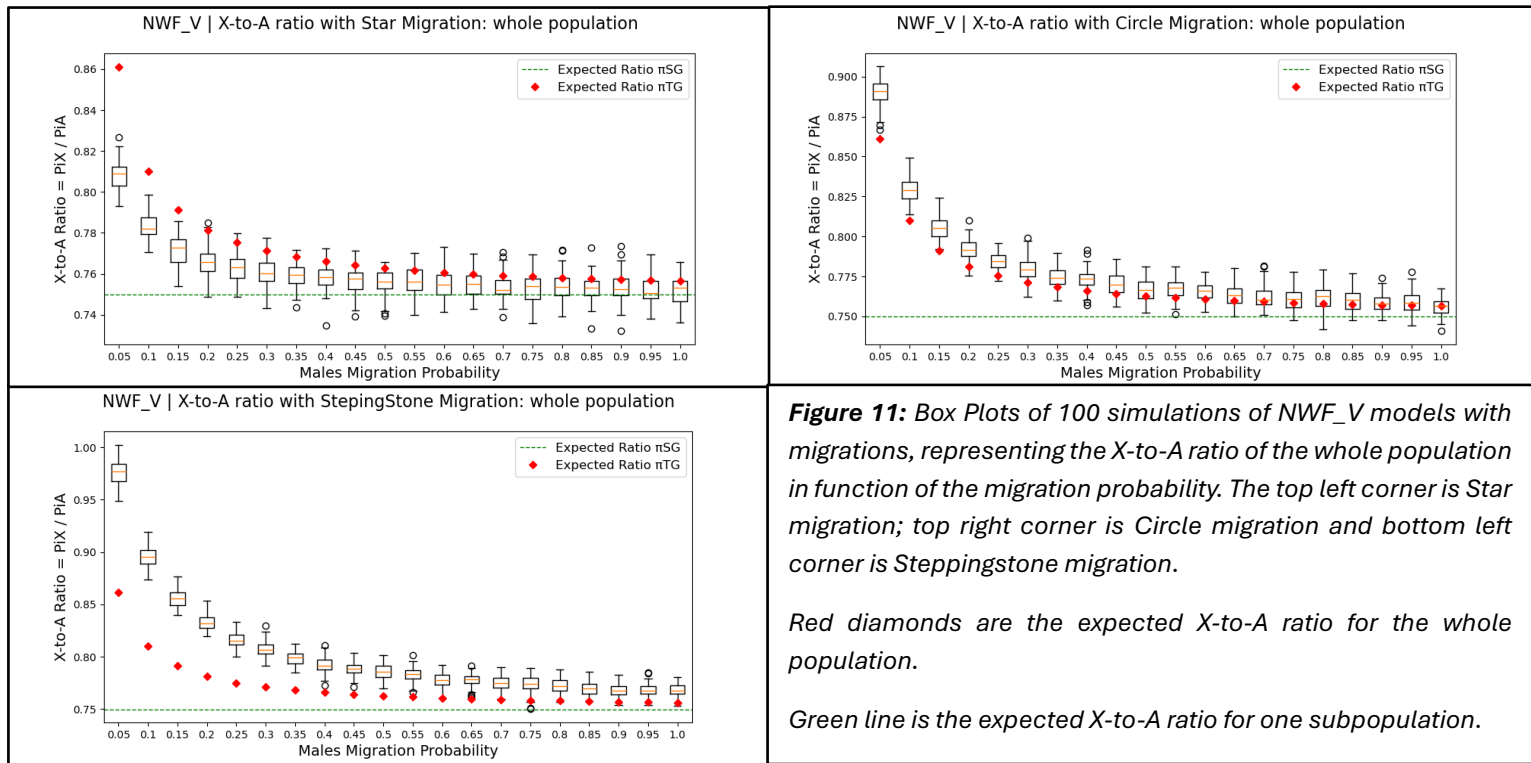 NWF_V | X-to-A ratio with Star Migration: whole population
0.86
0.84
0.82
0.80
0.78
0.76
0.74
X-to-A Ratio = PiX / PiA
Expected Ratio πSG
Expected Ratio πTG
0.05 0.1 0.15 0.2 0.25 0.3 0.35 0.4 0.45 0.5 0.55 0.6 0.65 0.7 0.75 0.8 0.85 0.9 0.95 1.0
Males Migration Probability
NWF_V | X-to-A ratio with Circle Migration: whole population
0.900
0.875
0.850
0.825
0.800
0.775
0.750
X-to-A Ratio = PiX / PiA
Expected Ratio πSG
Expected Ratio πTG
0.05 0.1 0.15 0.2 0.25 0.3 0.35 0.4 0.45 0.5 0.55 0.6 0.65 0.7 0.75 0.8 0.85 0.9 0.95 1.0
Males Migration Probability
NWF_V | X-to-A ratio with StepingStone Migration: whole population
1.00
0.95
0.90
0.85
0.80
0.75
X-to-A Ratio = PiX / PiA
Expected Ratio πSG
Expected Ratio πTG
0.05 0.1 0.15 0.2 0.25 0.3 0.35 0.4 0.45 0.5 0.55 0.6 0.65 0.7 0.75 0.8 0.85 0.9 0.95 1.0
Males Migration Probability
Figure 11: Box Plots of 100 simulations of NWF_V models with
migrations, representing the X-to-A ratio of the whole population
in function of the migration probability. The top left corner is Star
migration; top right corner is Circle migration and bottom left
corner is Steppingstone migration.
Red diamonds are the expected X-to-A ratio for the whole
population.
Green line is the expected X-to-A ratio for one subpopulation.